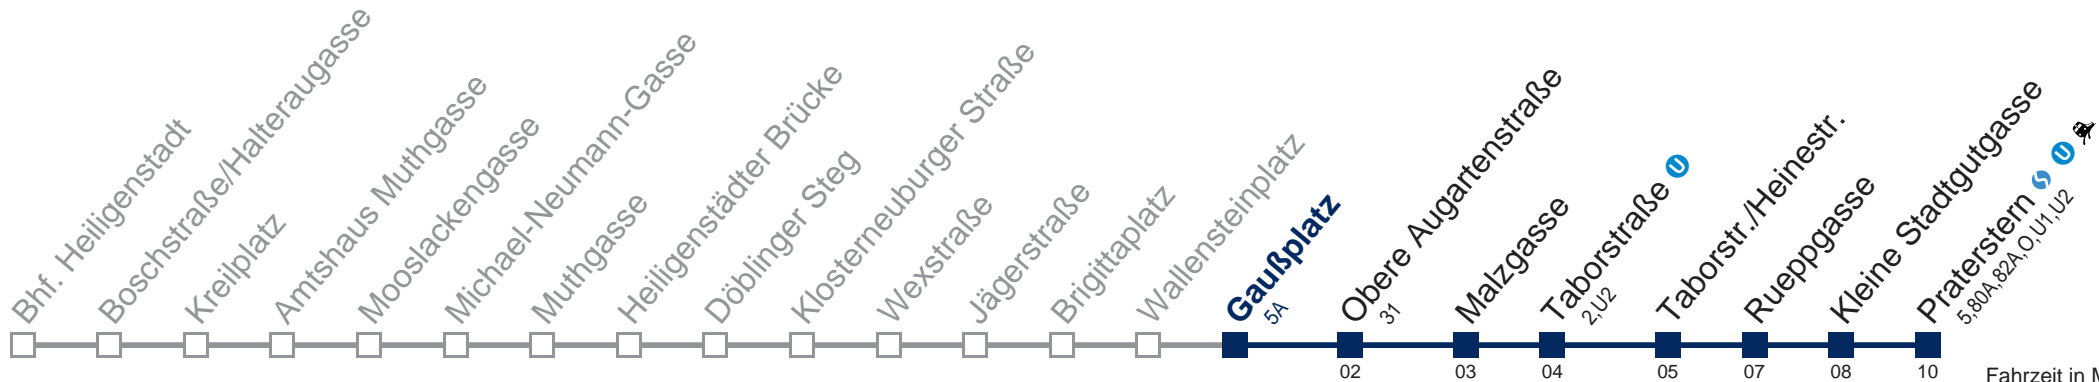 Bhf. Heiligenstadt
Boschstraße/Halteraugasse
Kreilplatz
Amtshaus Muthgasse
Mooslackengasse
Michael-Neumann-Gasse
Muthgasse
Heiligenstädter Brücke
Döblinger Steg
Klosterneuburger Straße
Wexstraße
Jägerstraße
Brigittaplatz
Wallensteinplatz
Gaußplatz
5A
Obere Augartenstraße
31
Malzgasse
Taborstraße U
2,U2
Taborstr./Heinestr.
Rueppgasse
Kleine Stadtgutgasse
Praterstern S U
5,80A,82A,O,U1,U2
02 03 04 05 07 08 10
Fahrzeit in M